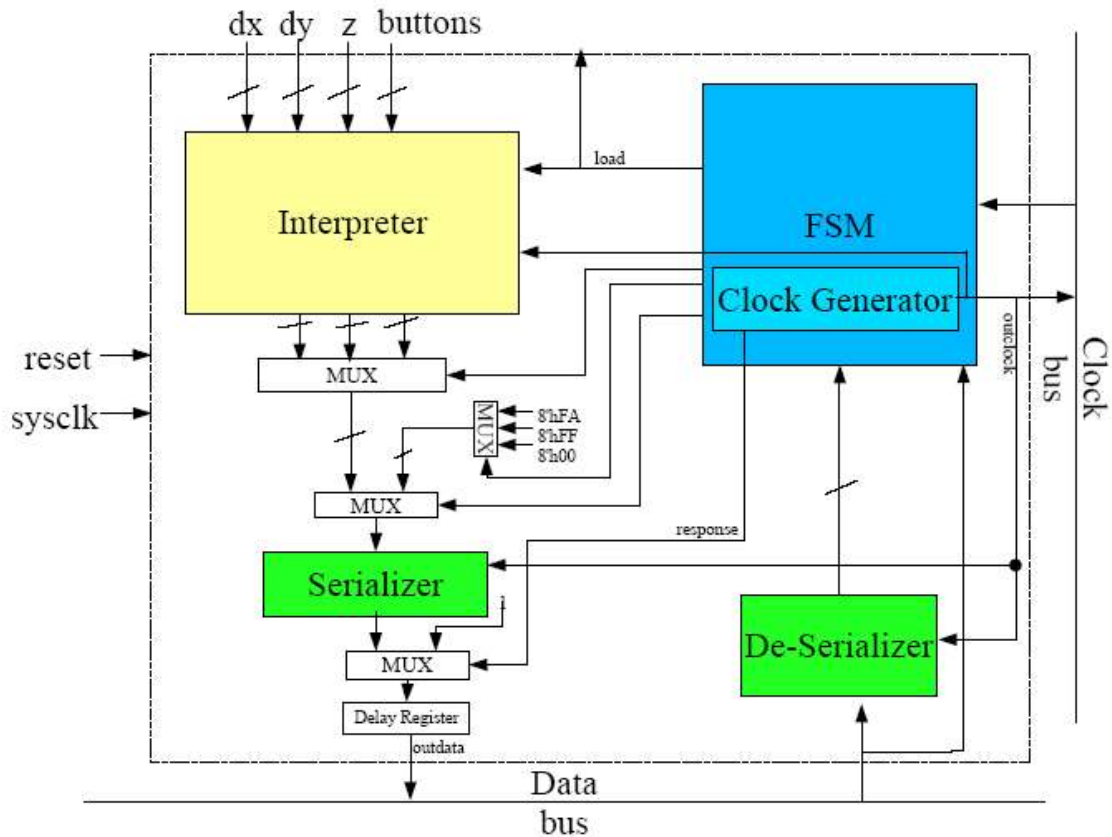 dx dy z buttons
load
Interpreter
FSM
Clock Generator
outclock
Clock
bus
reset
sysclk
MUX
MUX
8'hFA
8'hFF
8'h00
MUX
response
Serializer
1
De-Serializer
MUX
Delay Register
outdata
Data
bus